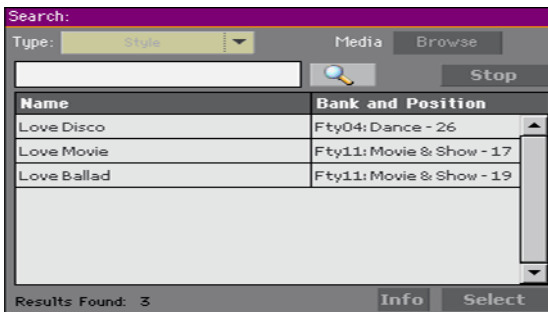 Search:
Type: Style Media Browse
Stop
Name Bank and Position
Love Disco Fty04: Dance - 26
Love Movie Fty11: Movie & Show - 17
Love Ballad Fty11: Movie & Show - 19
Results Found: 3 Info Select